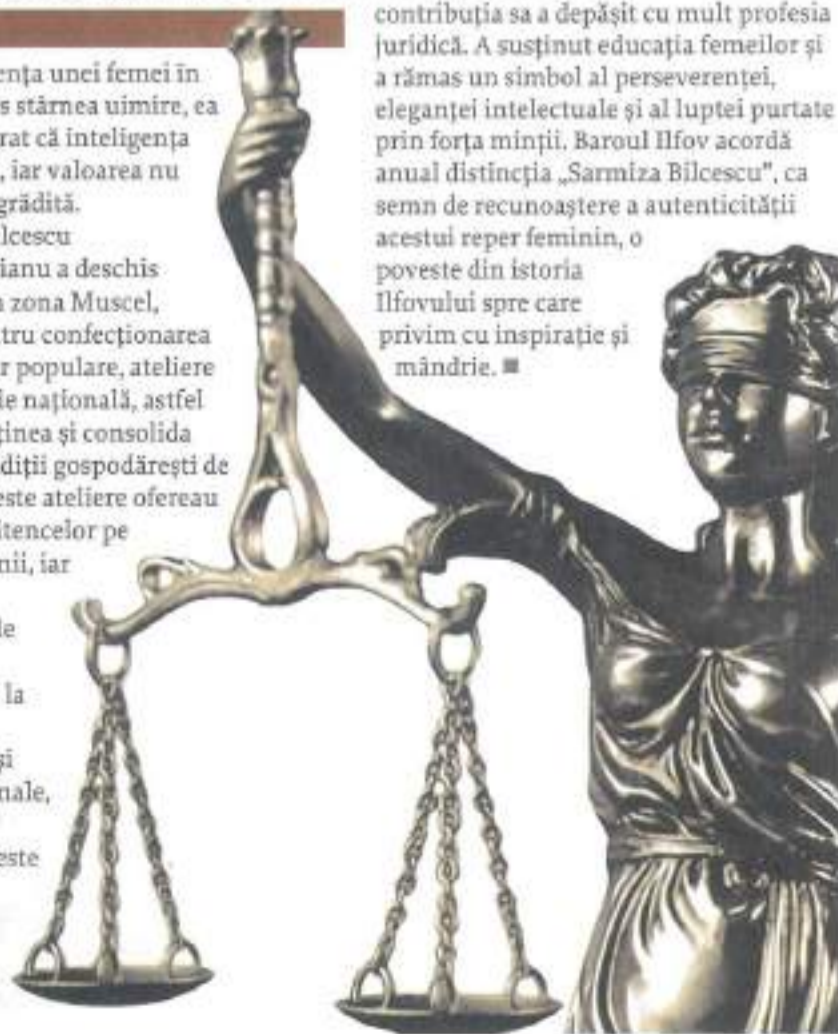 ența unei femei în
s stârnea uimire, ea
rat că inteligența
, iar valoarea nu
grădită.
lcescu
ianu a deschis
n zona Muscel,
tru confecționarea
r populare, ateliere
ie națională, astfel
ținea și consolida
diții gospodărești de
este ateliere ofereau
itencelor pe
nii, iar
le
la
și
nale,
este
contribuția sa a depășit cu mult profesia
juridică. A susținut educația femeilor și
a rămas un simbol al perseverenței,
eleganței intelectuale și al luptei purtate
prin forța minții. Baroul Ilfov acordă
anual distincția „Sarmiza Bilcescu”, ca
semn de recunoaștere a autenticității
acestui reper feminin, o
poveste din istoria
Ilfovului spre care
privim cu inspirație și
mândrie. ■